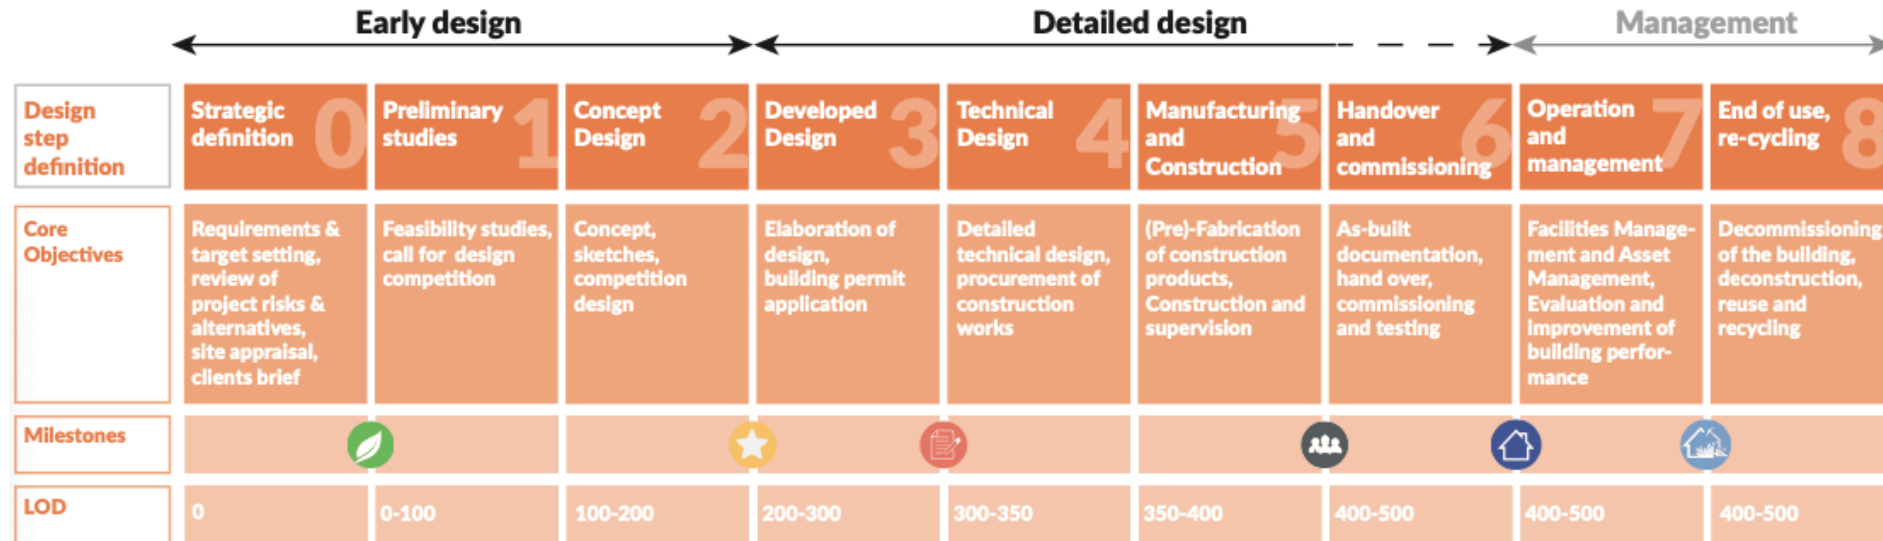 Early design
Detailed design
Management
Design
step
definition
Strategic
definition
0
Preliminary
studies
1
Concept
Design
2
Developed
Design
3
Technical
Design
4
Manufacturing
and
Construction
5
Handover
and
commissioning
6
Operation
and
management
7
End of use,
re-cycling
8
Core
Objectives
Requirements &
target setting,
review of
project risks &
alternatives,
site appraisal,
clients brief
Feasibility studies,
call for design
competition
Concept,
sketches,
competition
design
Elaboration of
design,
building permit
application
Detailed
technical design,
procurement of
construction
works
(Pre)-Fabrication
of construction
products,
Construction and
supervision
As-built
documentation,
hand over,
commissioning
and testing
Facilities Manage-
ment and Asset
Management,
Evaluation and
improvement of
building perfor-
mance
Decommissioning
of the building,
deconstruction,
reuse and
recycling
Milestones
LOD
0
0-100
100-200
200-300
300-350
350-400
400-500
400-500
400-500